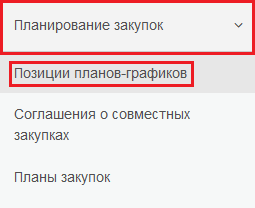 Планирование закупок
Позиции планов-графиков
Соглашения о совместных
закупках
Планы закупок